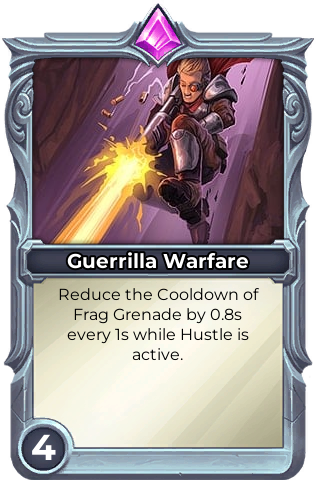 Guerrilla Warfare
Reduce the Cooldown of
Frag Grenade by 0.8s
every 1s while Hustle is
active.
4